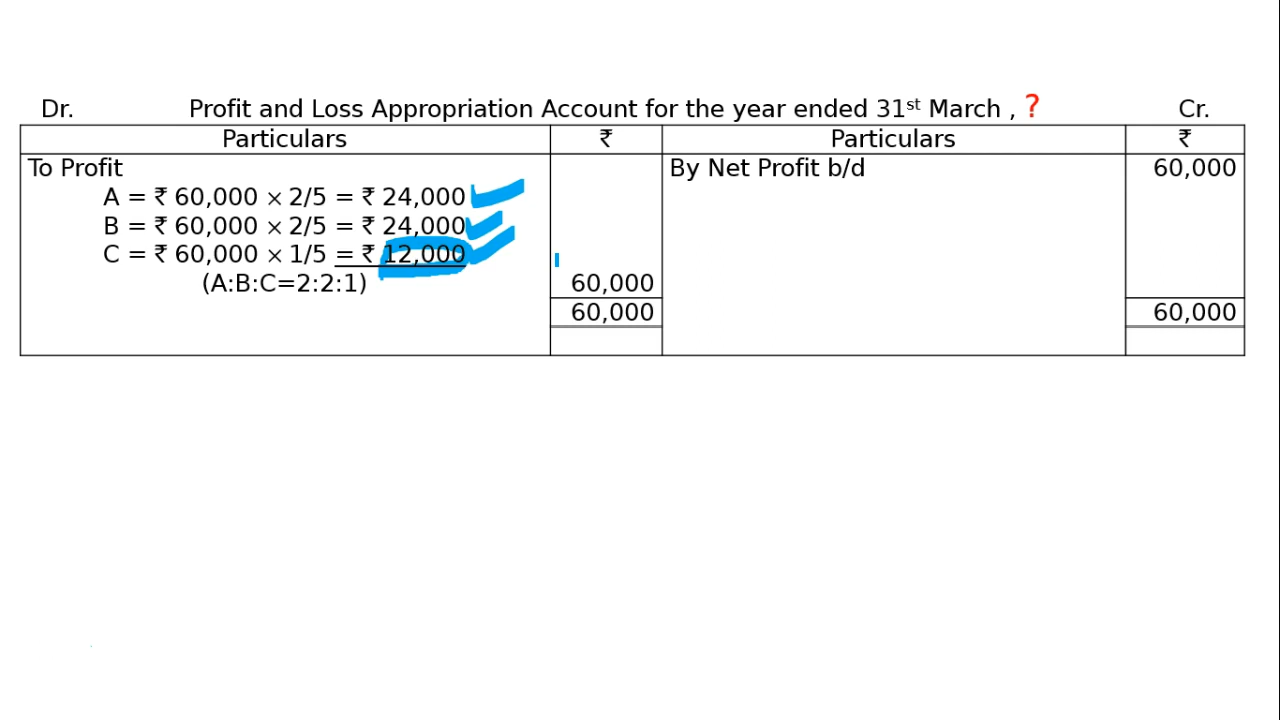 Dr. Profit and Loss Appropriation Account for the year ended 31st March , ? Cr.
Particulars ₹ Particulars ₹
To Profit By Net Profit b/d 60,000
A = ₹ 60,000 × 2/5 = ₹ 24,000
B = ₹ 60,000 × 2/5 = ₹ 24,000
C = ₹ 60,000 × 1/5 = ₹ 12,000
(A:B:C=2:2:1) 60,000
60,000 60,000